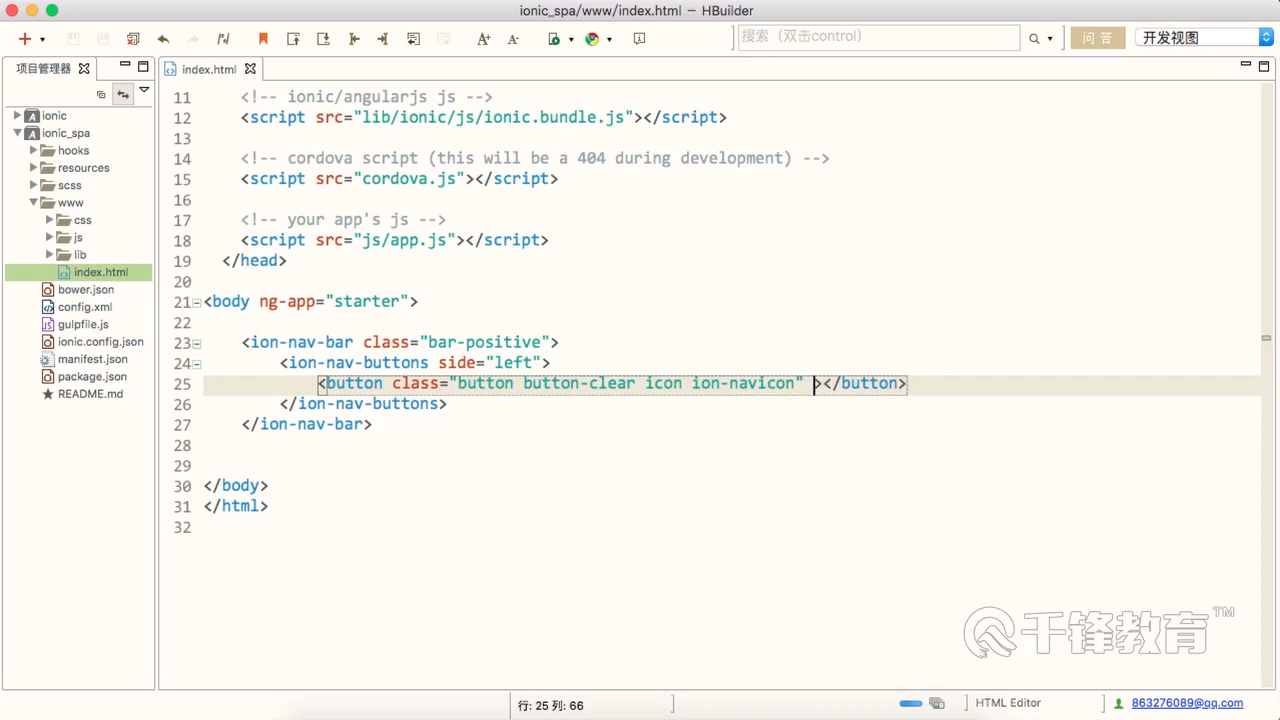 ionic_spa/www/index.html — HBuilder
搜索（双击control）
问 答
开发视图
项目管理器
index.html
ionic
ionic_spa
hooks
resources
scss
www
css
js
lib
index.html
bower.json
config.xml
gulpfile.js
ionic.config.json
manifest.json
package.json
README.md
11 <!-- ionic/angularjs js -->
12 <script src="lib/ionic/js/ionic.bundle.js"></script>
13
14 <!-- cordova script (this will be a 404 during development) -->
15 <script src="cordova.js"></script>
16
17 <!-- your app's js -->
18 <script src="js/app.js"></script>
19 </head>
20
21 <body ng-app="starter">
22
23 <ion-nav-bar class="bar-positive">
24 <ion-nav-buttons side="left">
25 <button class="button button-clear icon ion-navicon" ></button>
26 </ion-nav-buttons>
27 </ion-nav-bar>
28
29
30 </body>
31 </html>
32
千锋教育™
行: 25 列: 66
HTML Editor
863276089@qq.com